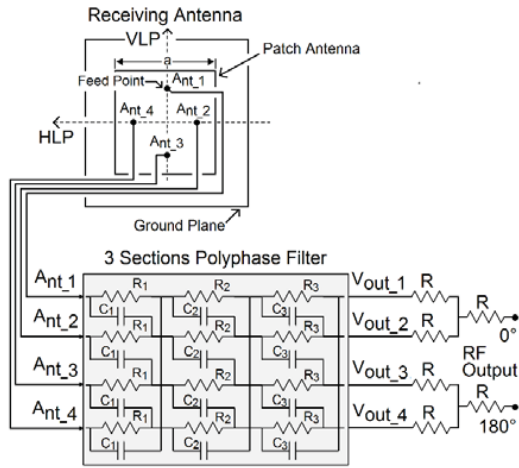 Receiving Antenna
VLP
Patch Antenna
a
Feed Point
Ant_1
Ant_4
Ant_2
HLP
Ant_3
Ground Plane
3 Sections Polyphase Filter
Ant_1
R1
R2
R3
Vout_1
R
C1
C2
C3
R
0°
Ant_2
R1
R2
R3
Vout_2
R
C1
C2
C3
RF
Output
Ant_3
R1
R2
R3
Vout_3
R
C1
C2
C3
R
180°
Ant_4
R1
R2
R3
Vout_4
R
C1
C2
C3